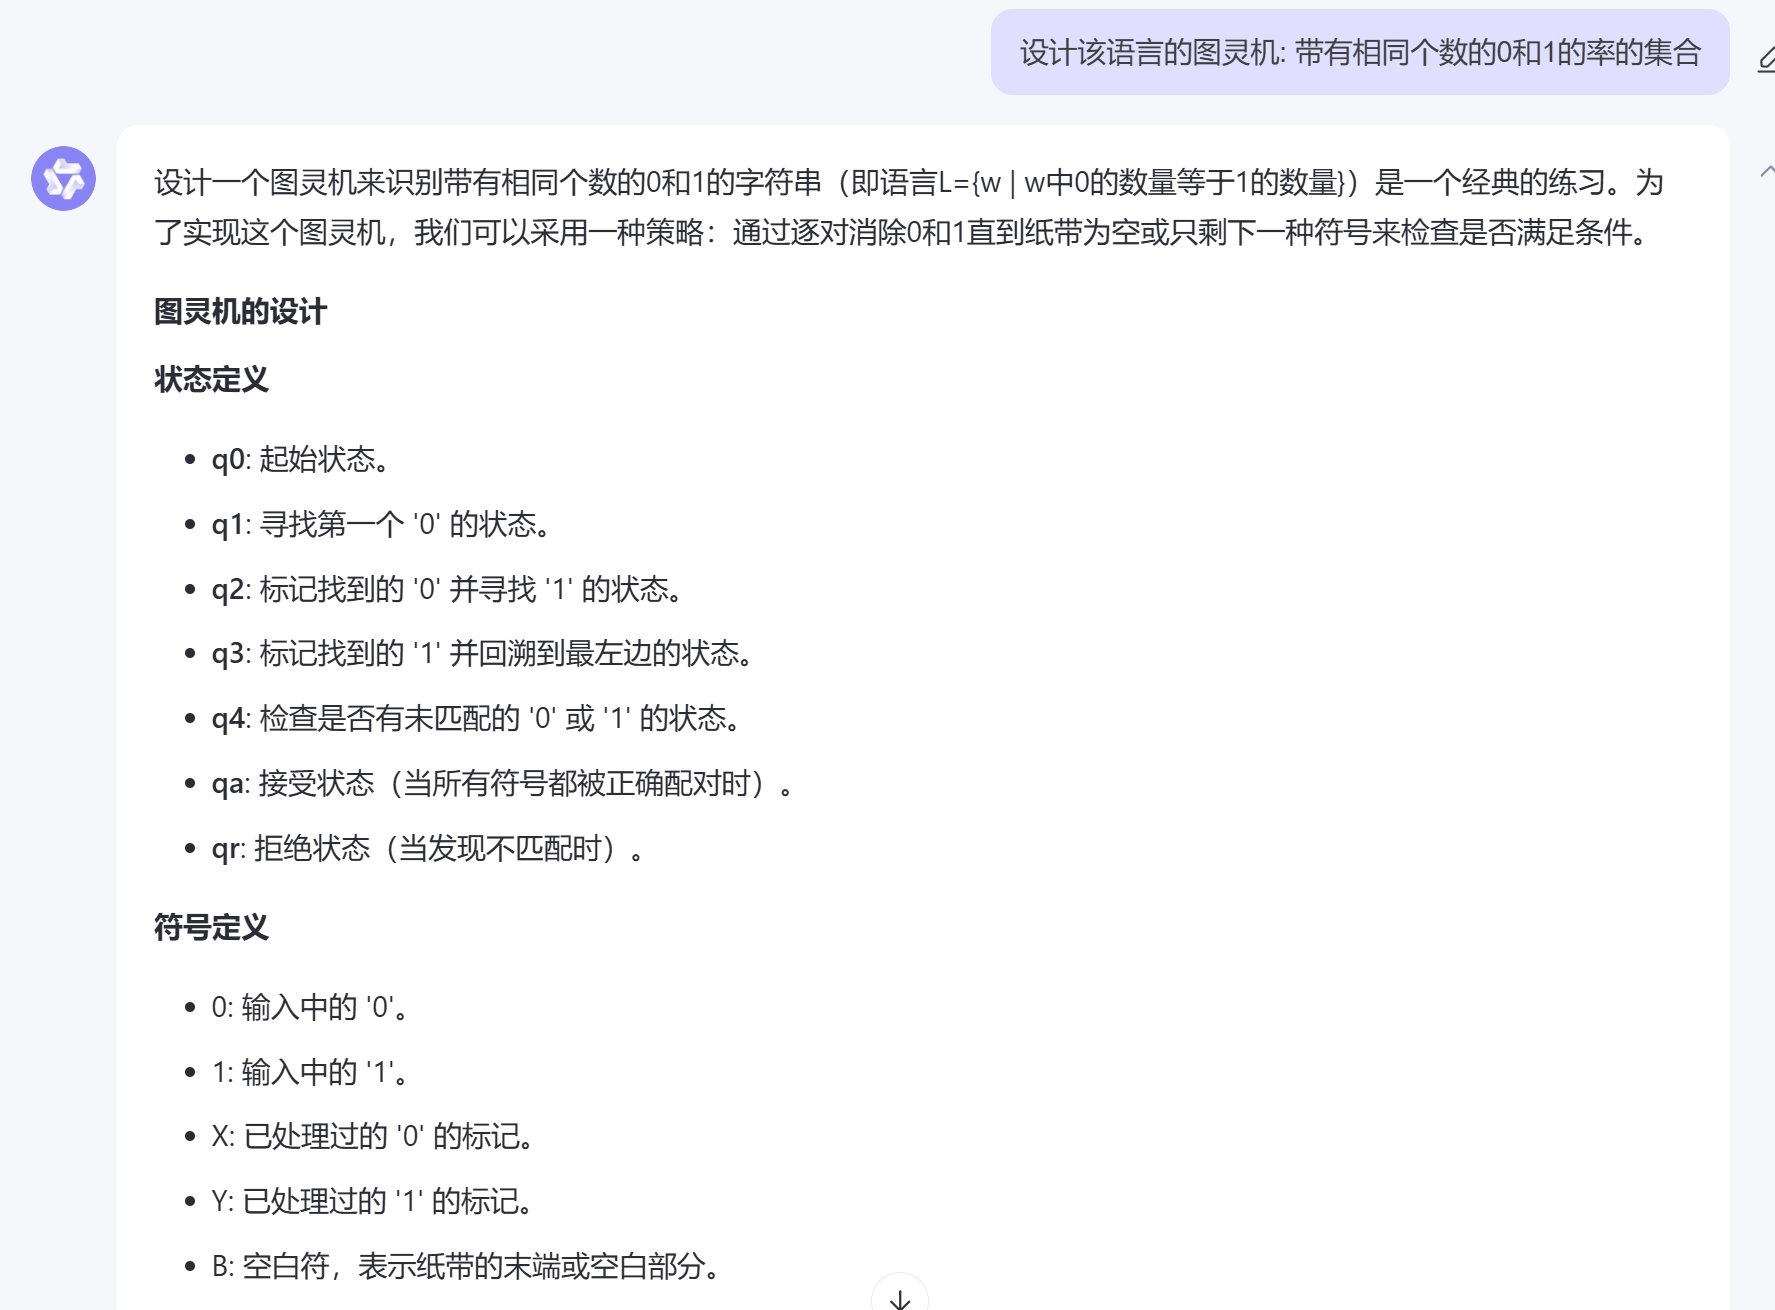 设计该语言的图灵机: 带有相同个数的0和1的率的集合
设计一个图灵机来识别带有相同个数的0和1的字符串（即语言L={w | w中0的数量等于1的数量}）是一个经典的练习。为
了实现这个图灵机，我们可以采用一种策略：通过逐对消除0和1直到纸带为空或只剩下一种符号来检查是否满足条件。
图灵机的设计
状态定义
• q0: 起始状态。
• q1: 寻找第一个 '0' 的状态。
• q2: 标记找到的 '0' 并寻找 '1' 的状态。
• q3: 标记找到的 '1' 并回溯到最左边的状态。
• q4: 检查是否有未匹配的 '0' 或 '1' 的状态。
• qa: 接受状态（当所有符号都被正确配对时）。
• qr: 拒绝状态（当发现不匹配时）。
符号定义
• 0: 输入中的 '0'。
• 1: 输入中的 '1'。
• X: 已处理过的 '0' 的标记。
• Y: 已处理过的 '1' 的标记。
• B: 空白符，表示纸带的末端或空白部分。